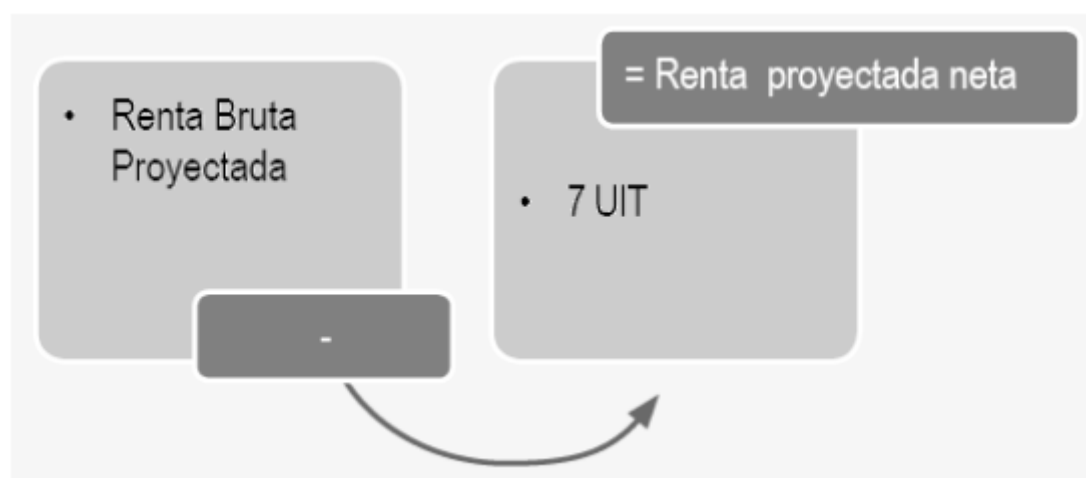 • Renta Bruta
Proyectada
-
• 7 UIT
= Renta proyectada neta